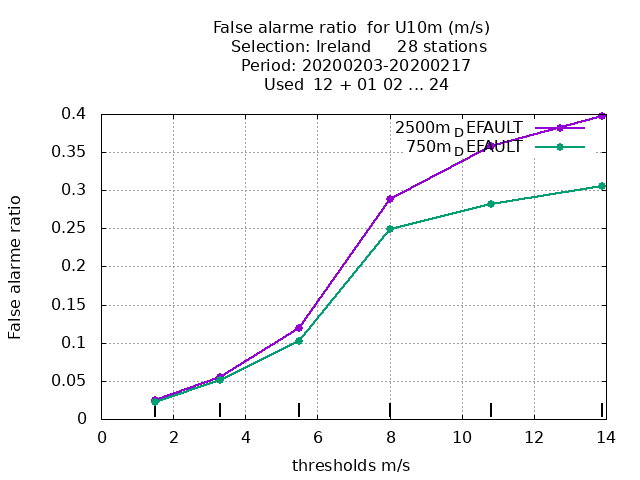 False alarme ratio  for U10m (m/s)
Selection: Ireland     28 stations
Period: 20200203-20200217
Used  12 + 01 02 ... 24
2500m_DEFAULT
750m_DEFAULT
0.4
0.35
0.3
0.25
0.2
0.15
0.1
0.05
0
False alarme ratio
0 2 4 6 8 10 12 14
thresholds m/s